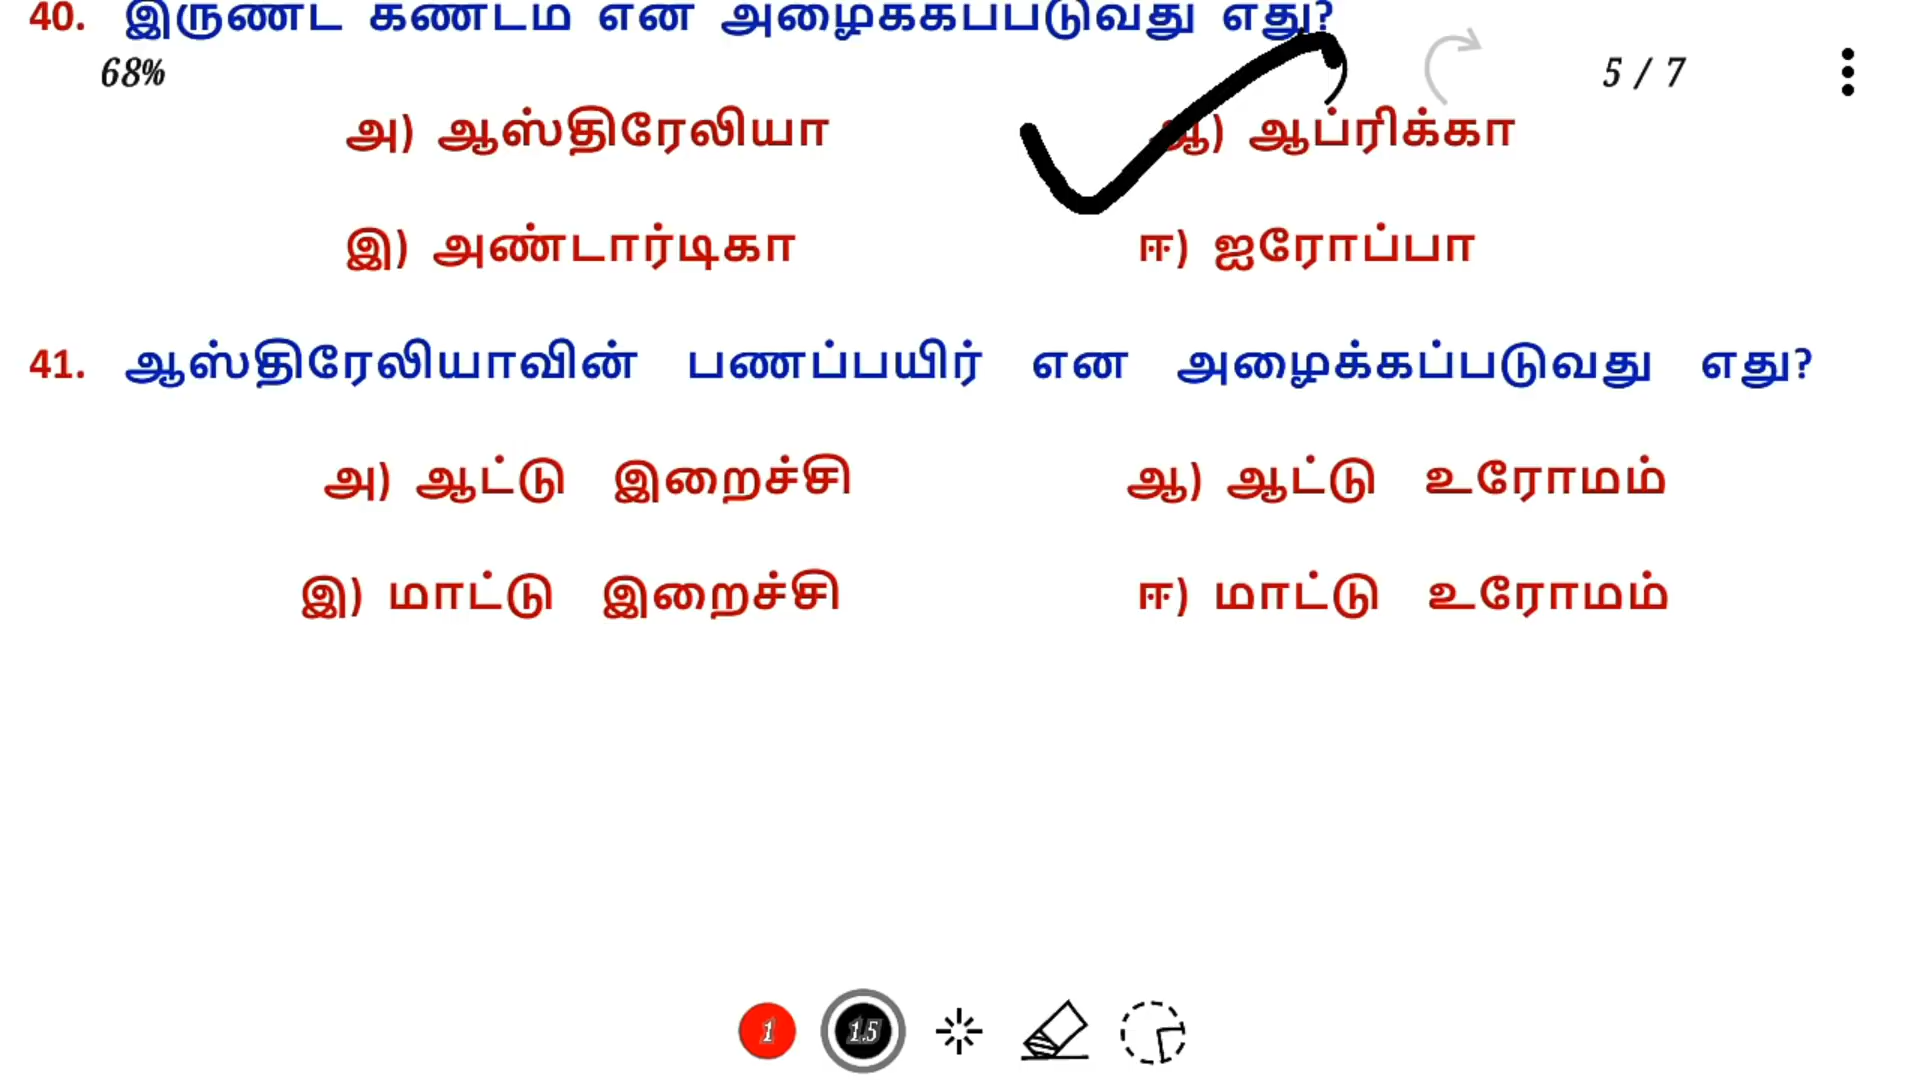 40. இருண்ட கண்டம் என அழைக்கப்படுவது எது?
68% 5 / 7
அ) ஆஸ்திரேலியா ஆ) ஆப்ரிக்கா
இ) அண்டார்டிகா ஈ) ஐரோப்பா
41. ஆஸ்திரேலியாவின் பணப்பயிர் என அழைக்கப்படுவது எது?
அ) ஆட்டு இறைச்சி ஆ) ஆட்டு உரோமம்
இ) மாட்டு இறைச்சி ஈ) மாட்டு உரோமம்
1 1.5